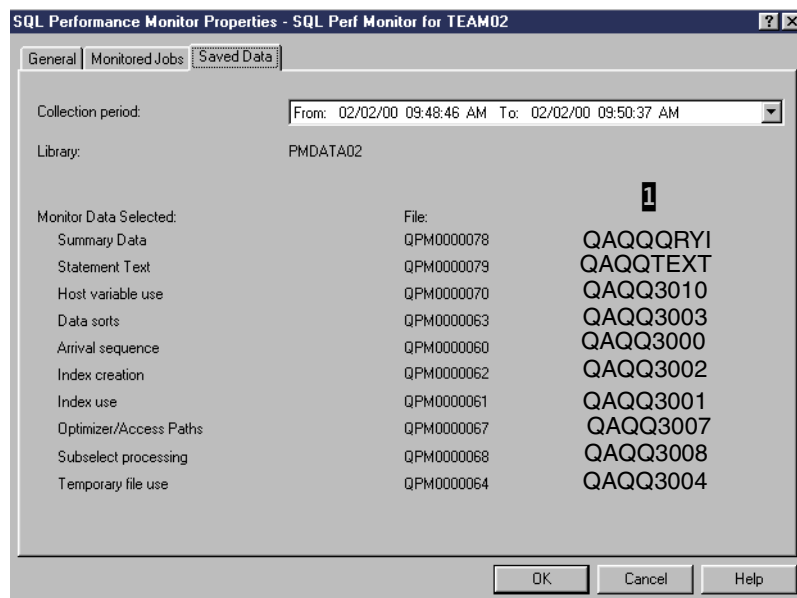 SQL Performance Monitor Properties - SQL Perf Monitor for TEAM02
General Monitored Jobs Saved Data
Collection period: From: 02/02/00 09:48:46 AM To: 02/02/00 09:50:37 AM
Library: PMDATA02
1
Monitor Data Selected: File:
Summary Data QPM0000078 QAQQQRYI
Statement Text QPM0000079 QAQQTEXT
Host variable use QPM0000070 QAQQ3010
Data sorts QPM0000063 QAQQ3003
Arrival sequence QPM0000060 QAQQ3000
Index creation QPM0000062 QAQQ3002
Index use QPM0000061 QAQQ3001
Optimizer/Access Paths QPM0000067 QAQQ3007
Subselect processing QPM0000068 QAQQ3008
Temporary file use QPM0000064 QAQQ3004
OK Cancel Help